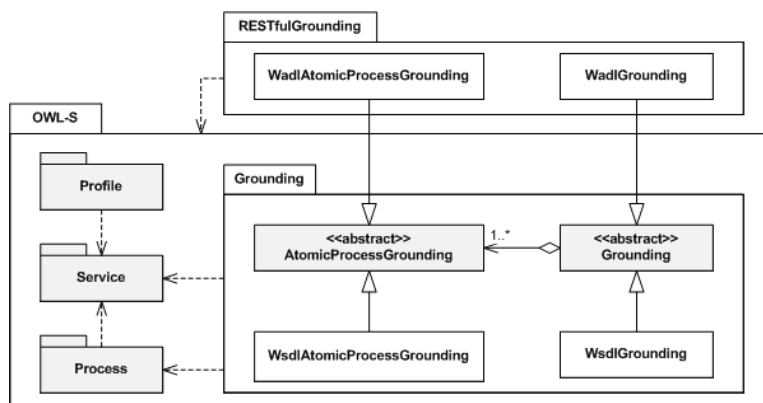 RESTfulGrounding
WadlAtomicProcessGrounding
WadlGrounding
OWL-S
Profile
Grounding
Service
<<abstract>>
AtomicProcessGrounding
1..*
<<abstract>>
Grounding
Process
WsdlAtomicProcessGrounding
WsdlGrounding